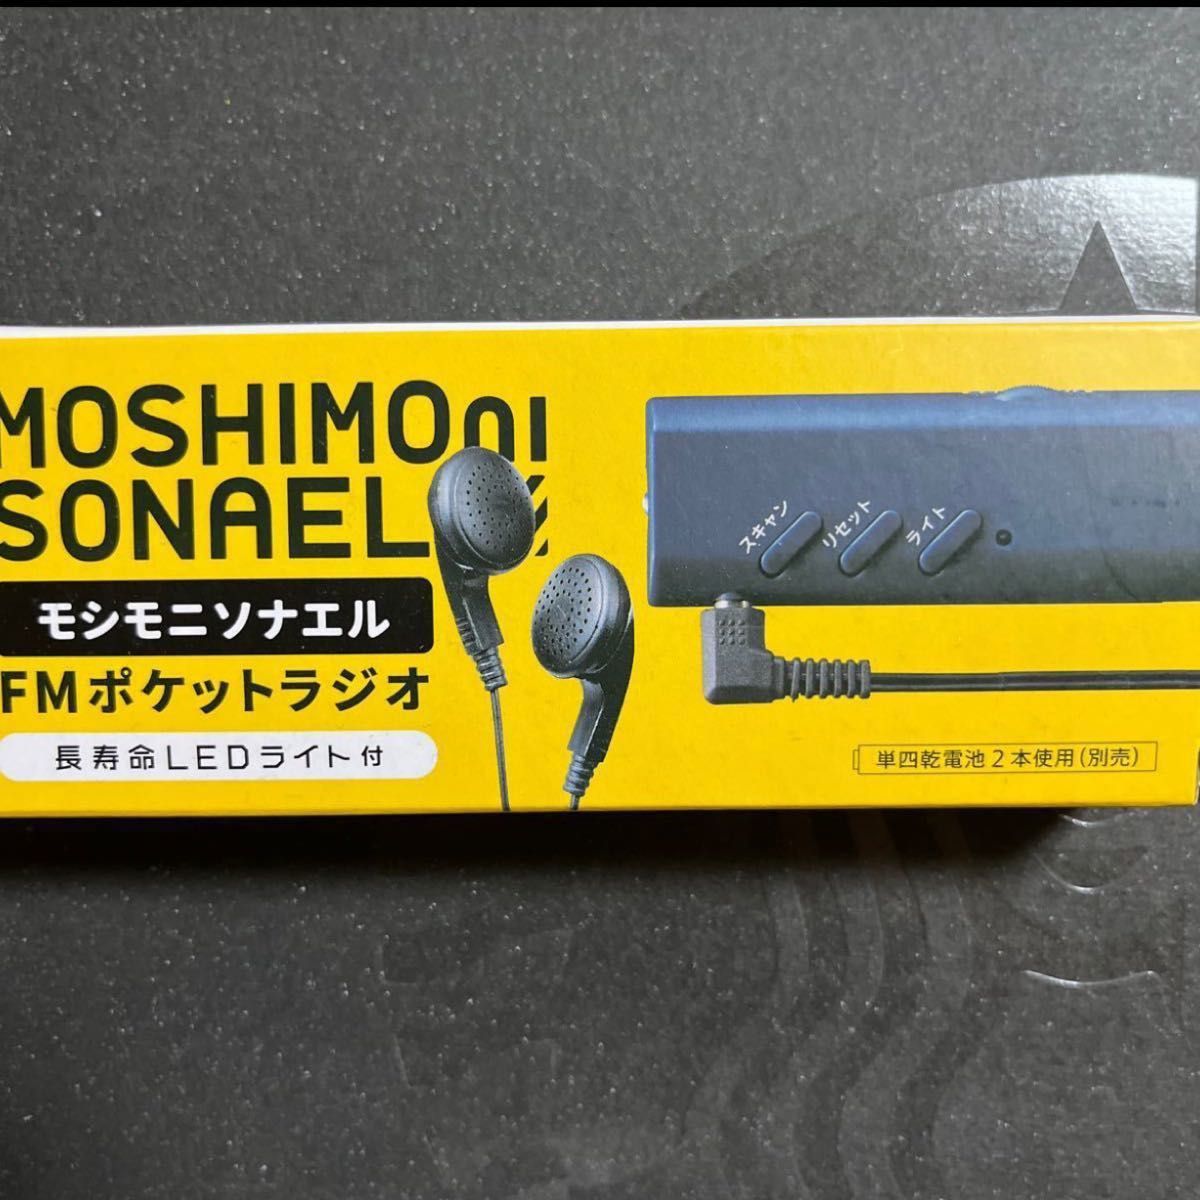 MOSHIMOni
SONAEL
モシモニソナエル
FMポケットラジオ
長寿命LEDライト付
スキャン
リセット
ライト
単四乾電池2本使用(別売)